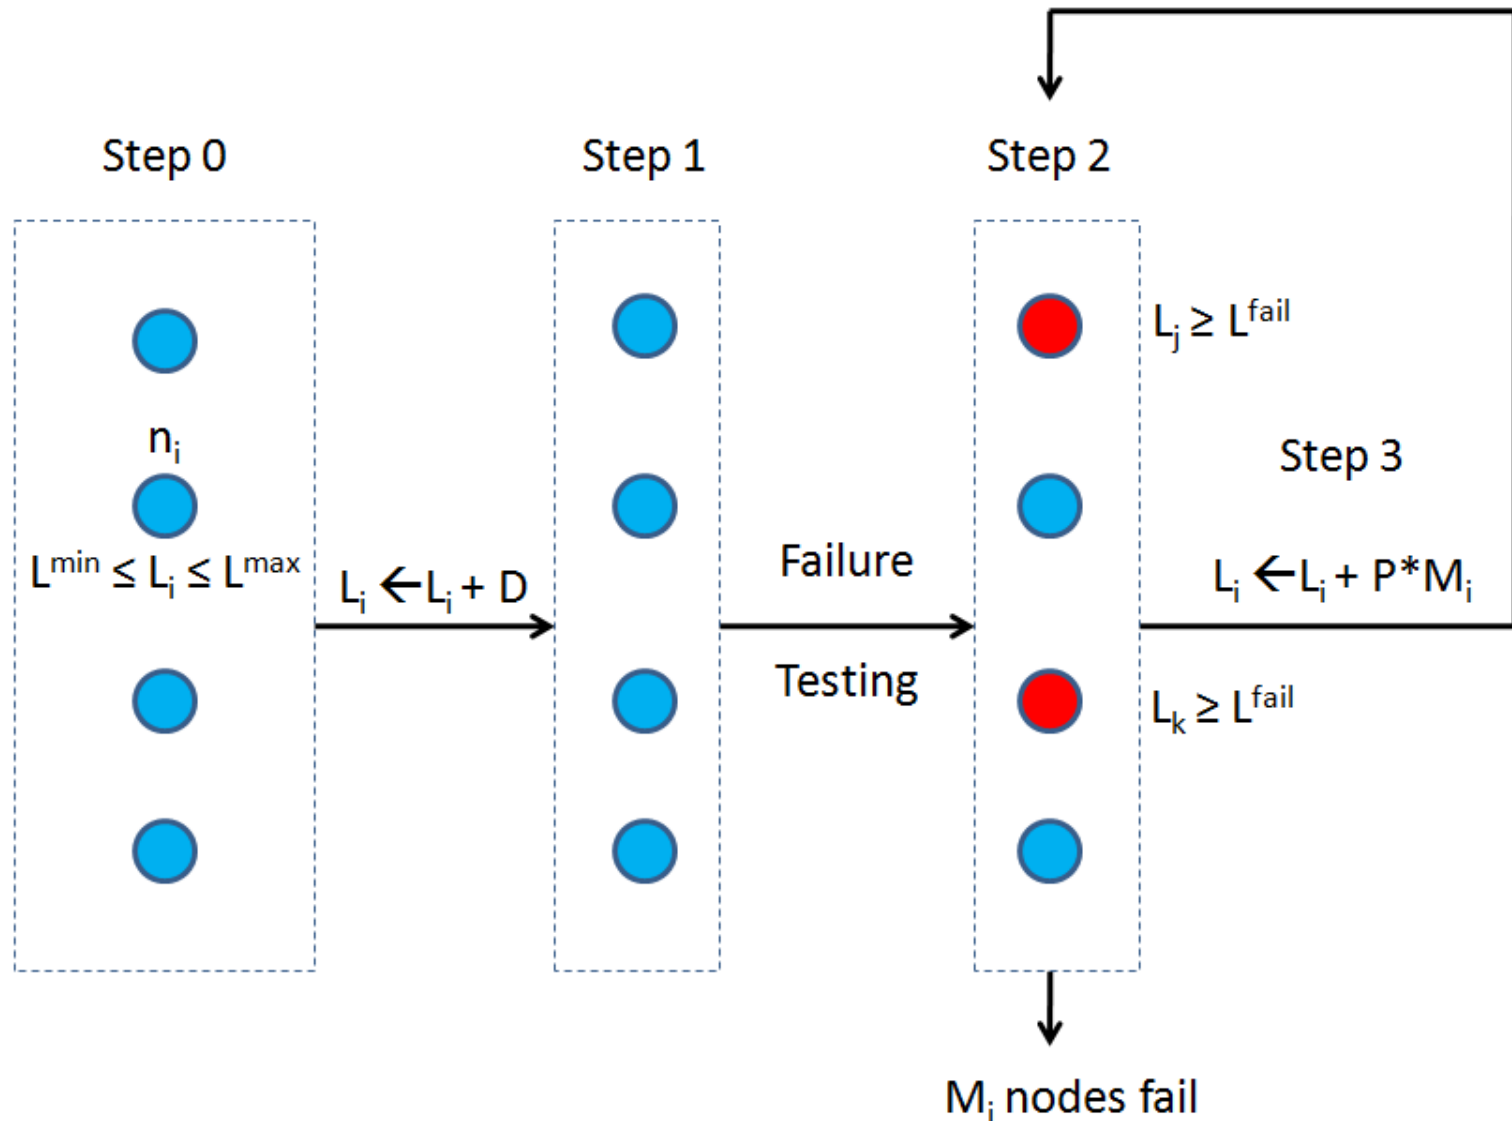 Step 0
Step 1
Step 2
L_j ≥ L^fail
n_i
Step 3
L^min ≤ L_i ≤ L^max
L_i ←L_i + D
Failure
Testing
L_i ←L_i + P*M_i
L_k ≥ L^fail
M_i nodes fail